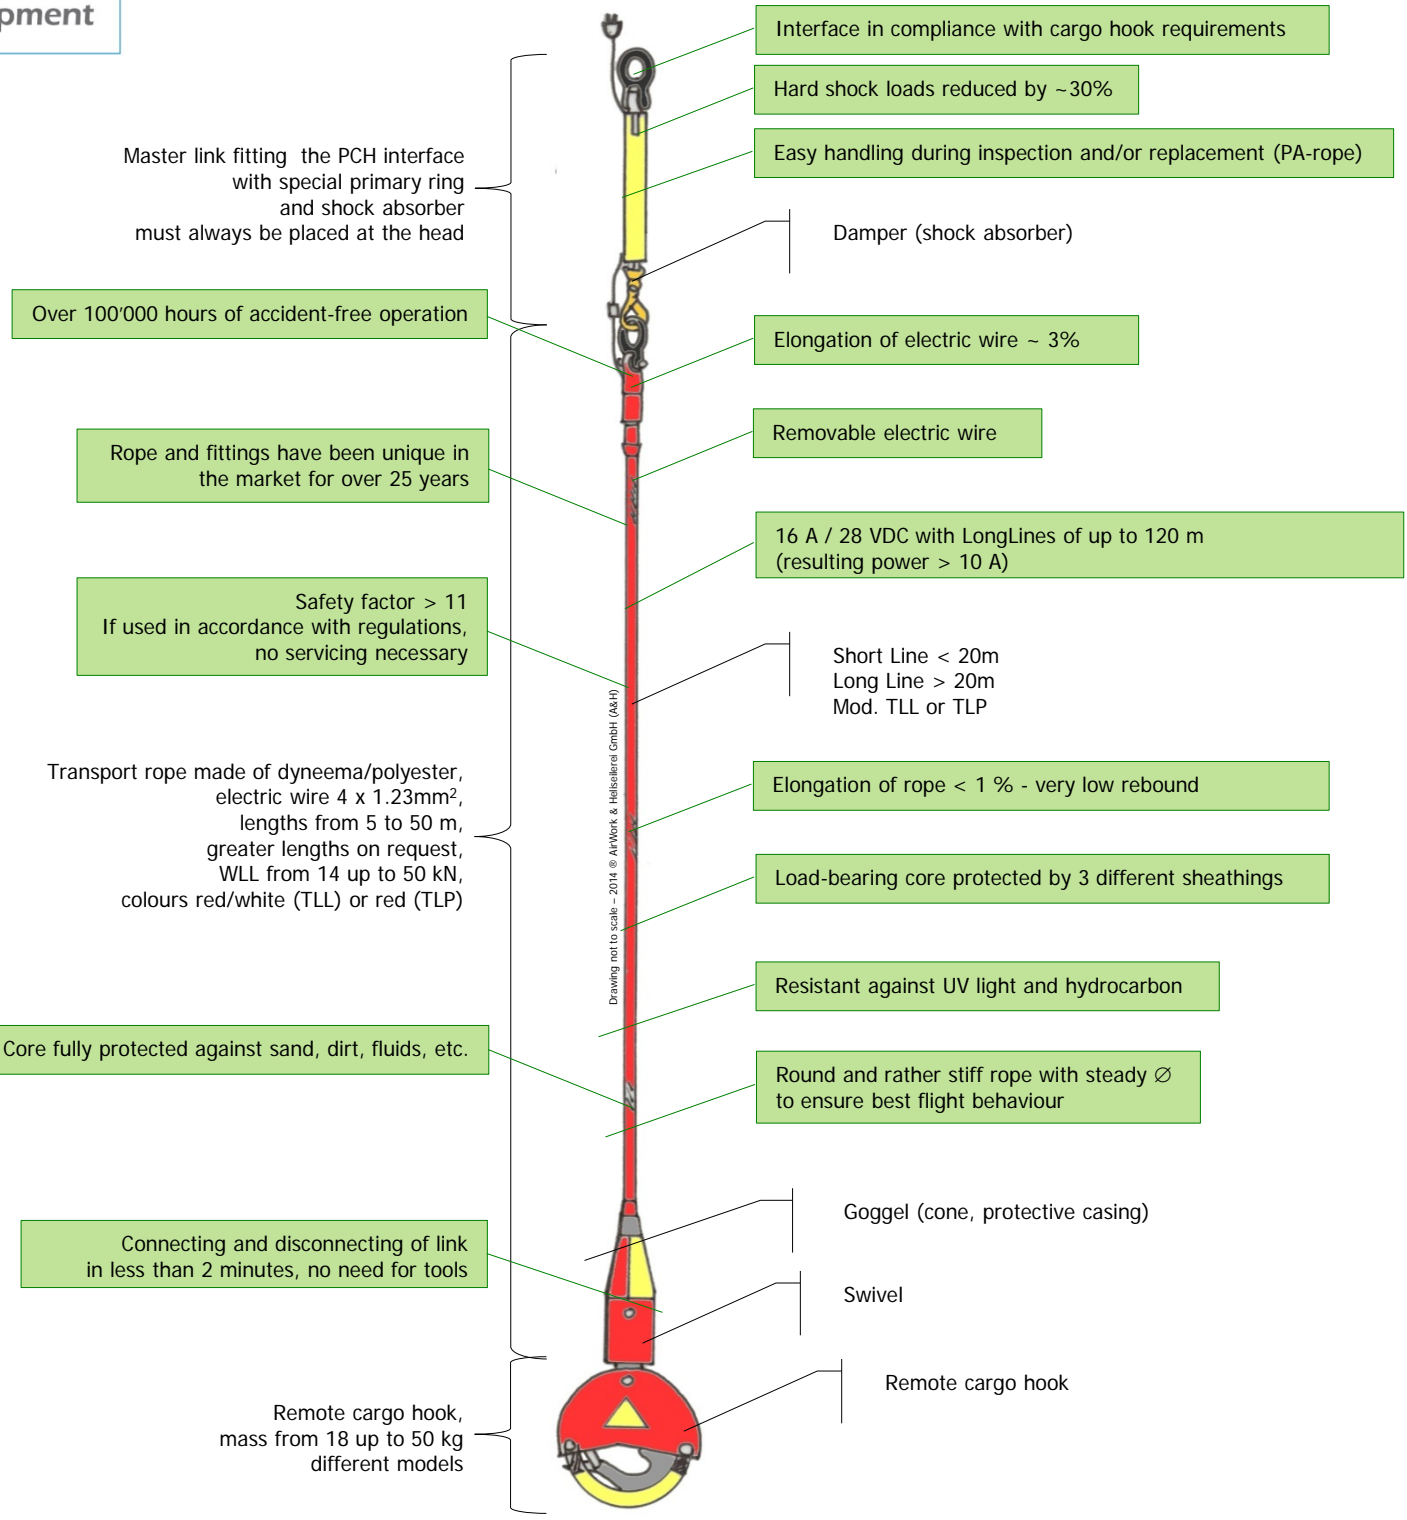 Interface in compliance with cargo hook requirements
Hard shock loads reduced by ~30%
Master link fitting the PCH interface
with special primary ring
and shock absorber
must always be placed at the head
Easy handling during inspection and/or replacement (PA-rope)
Damper (shock absorber)
Over 100’000 hours of accident-free operation
Elongation of electric wire ~ 3%
Removable electric wire
Rope and fittings have been unique in
the market for over 25 years
16 A / 28 VDC with LongLines of up to 120 m
(resulting power > 10 A)
Safety factor > 11
If used in accordance with regulations,
no servicing necessary
Short Line < 20m
Long Line > 20m
Mod. TLL or TLP
Drawing not to scale – 2014 ® AirWork & Heliseilerei GmbH (A&H)
Transport rope made of dyneema/polyester,
electric wire 4 x 1.23mm²,
lengths from 5 to 50 m,
greater lengths on request,
WLL from 14 up to 50 kN,
colours red/white (TLL) or red (TLP)
Elongation of rope < 1 % - very low rebound
Load-bearing core protected by 3 different sheathings
Resistant against UV light and hydrocarbon
Core fully protected against sand, dirt, fluids, etc.
Round and rather stiff rope with steady ∅
to ensure best flight behaviour
Goggel (cone, protective casing)
Connecting and disconnecting of link
in less than 2 minutes, no need for tools
Swivel
Remote cargo hook
Remote cargo hook,
mass from 18 up to 50 kg
different models